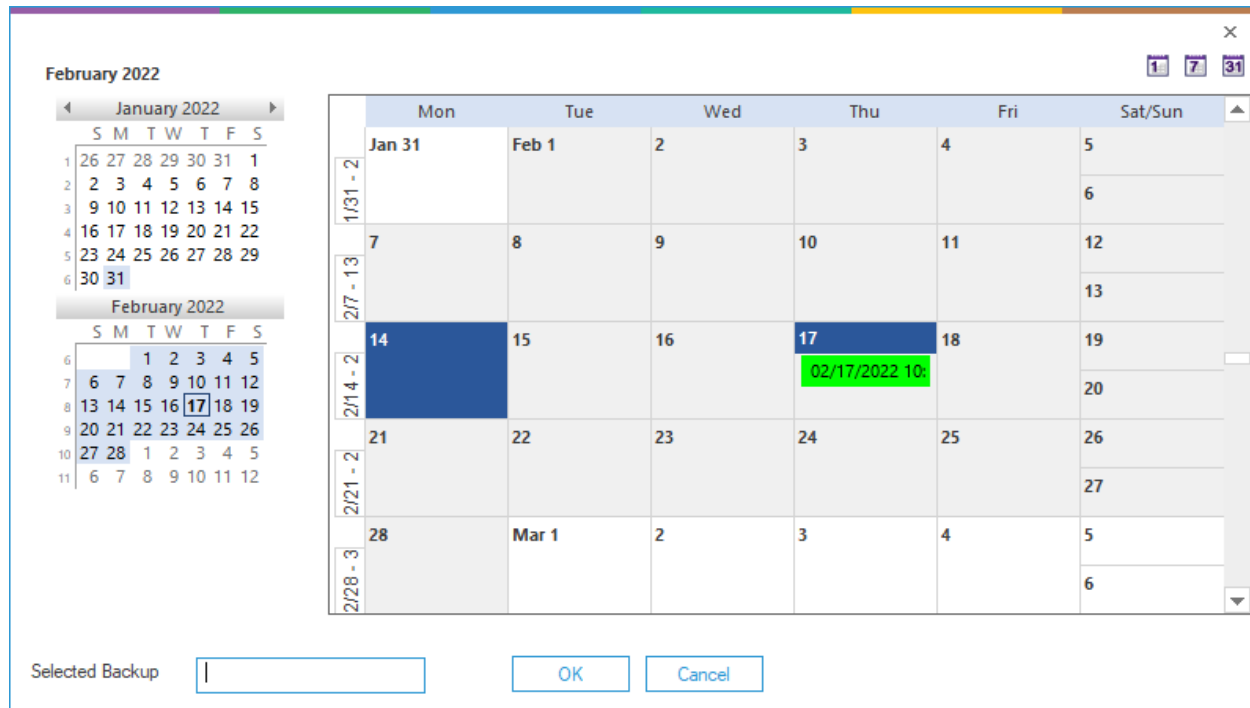 ×
1 7 31
February 2022
January 2022
S M T W T F S
1 26 27 28 29 30 31 1
2 2 3 4 5 6 7 8
3 9 10 11 12 13 14 15
4 16 17 18 19 20 21 22
5 23 24 25 26 27 28 29
6 30 31
February 2022
S M T W T F S
6 1 2 3 4 5
7 6 7 8 9 10 11 12
8 13 14 15 16 17 18 19
9 20 21 22 23 24 25 26
10 27 28 1 2 3 4 5
11 6 7 8 9 10 11 12
Mon Tue Wed Thu Fri Sat/Sun
1/31 - 2
Jan 31 Feb 1 2 3 4 5
6
2/7 - 13
7 8 9 10 11 12
13
2/14 - 2
14 15 16 17 18 19
02/17/2022 10:
20
2/21 - 2
21 22 23 24 25 26
27
2/28 - 3
28 Mar 1 2 3 4 5
6
Selected Backup OK Cancel